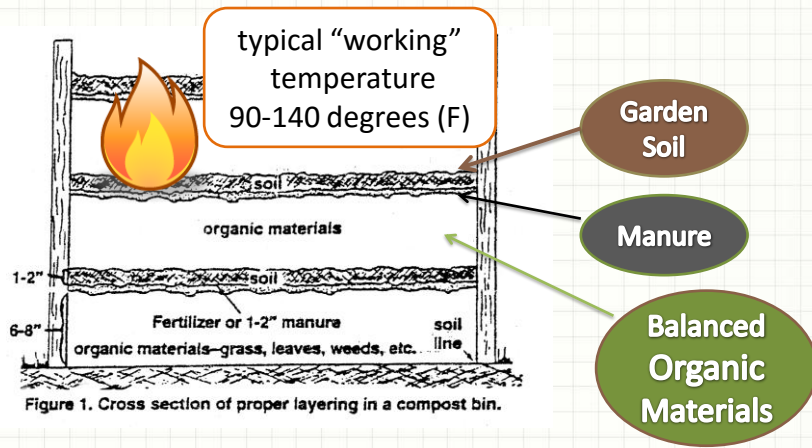 typical “working”
temperature
90-140 degrees (F)
Garden
Soil
soil
Manure
organic materials
1-2"
soil
Fertilizer or 1-2" manure
6-8"
soil
line
organic materials–grass, leaves, weeds, etc.
Balanced
Organic
Materials
Figure 1. Cross section of proper layering in a compost bin.